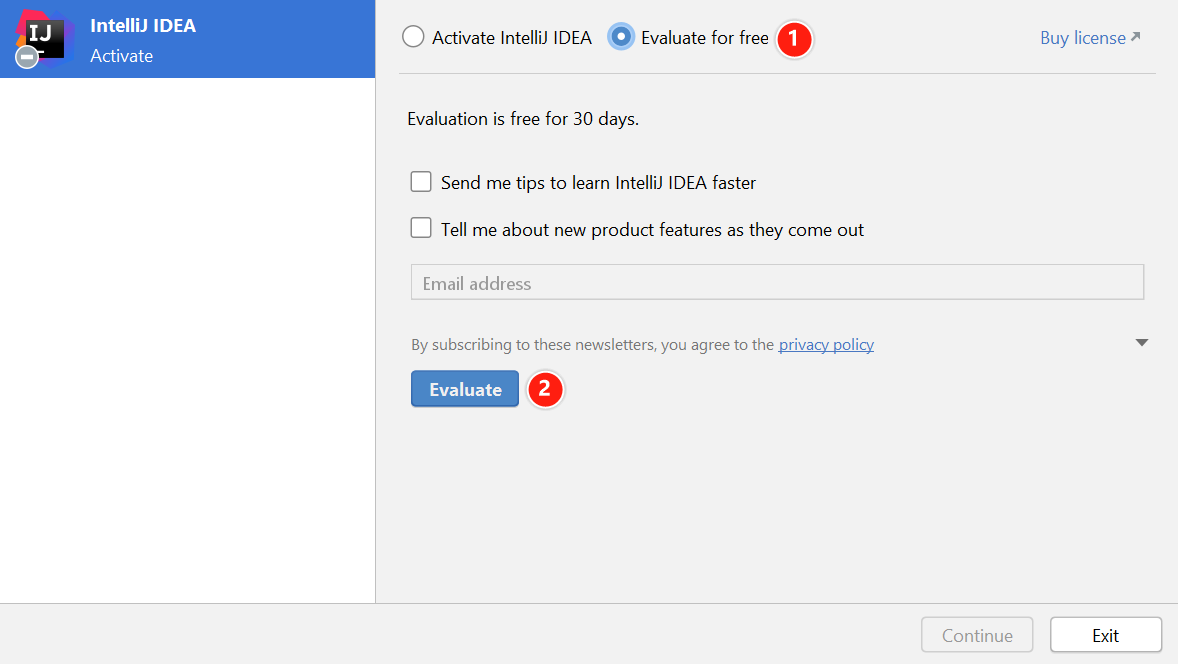 IJ
IntelliJ IDEA
Activate
Activate IntelliJ IDEA Evaluate for free 1 Buy license
Evaluation is free for 30 days.
Send me tips to learn IntelliJ IDEA faster
Tell me about new product features as they come out
Email address
By subscribing to these newsletters, you agree to the privacy policy
Evaluate 2
Continue Exit